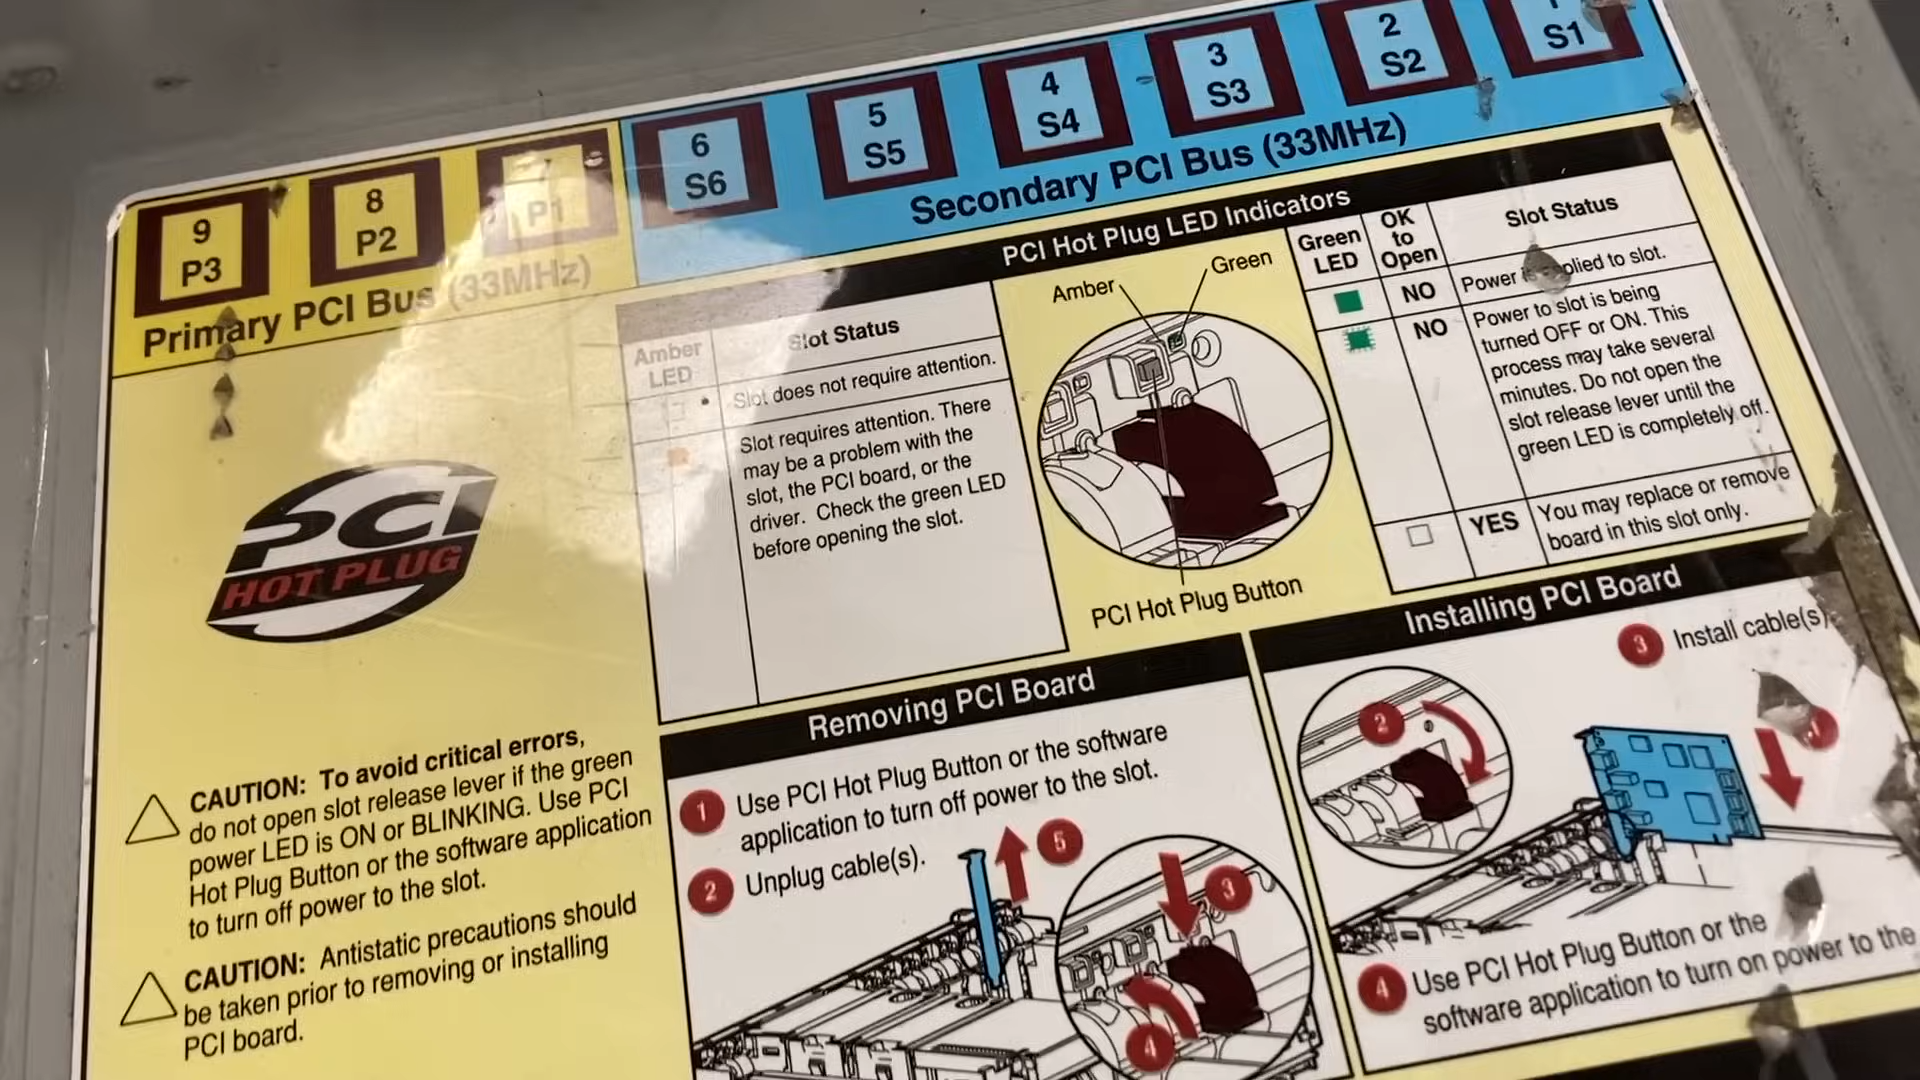 9
P3
8
P2
7
P1
Primary PCI Bus (33MHz)
6
S6
5
S5
4
S4
3
S3
2
S2
1
S1
Secondary PCI Bus (33MHz)
PCI HOT PLUG
CAUTION: To avoid critical errors,
do not open slot release lever if the green
power LED is ON or BLINKING. Use PCI
Hot Plug Button or the software application
to turn off power to the slot.
CAUTION: Antistatic precautions should
be taken prior to removing or installing
PCI board.
PCI Hot Plug LED Indicators
Amber
LED
Slot Status
Slot does not require attention.
Slot requires attention. There
may be a problem with the
slot, the PCI board, or the
driver. Check the green LED
before opening the slot.
Amber
Green
PCI Hot Plug Button
Green
LED
OK
to
Open
Slot Status
NO
Power is applied to slot.
NO
Power to slot is being
turned OFF or ON. This
process may take several
minutes. Do not open the
slot release lever until the
green LED is completely off.
YES
You may replace or remove
board in this slot only.
Removing PCI Board
1 Use PCI Hot Plug Button or the software
application to turn off power to the slot.
2 Unplug cable(s).
5
3
4
Installing PCI Board
3 Install cable(s)
2
4 Use PCI Hot Plug Button or the
software application to turn on power to the